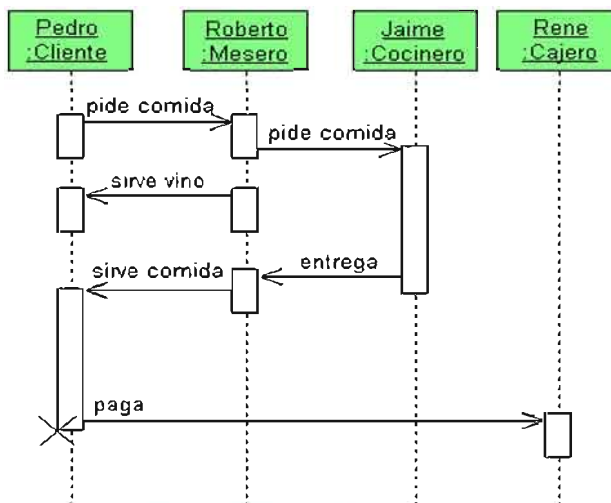 Pedro
:Cliente
Roberto
:Mesero
Jaime
:Cocinero
Rene
:Cajero
pide comida
pide comida
sirve vino
entrega
sirve comida
paga